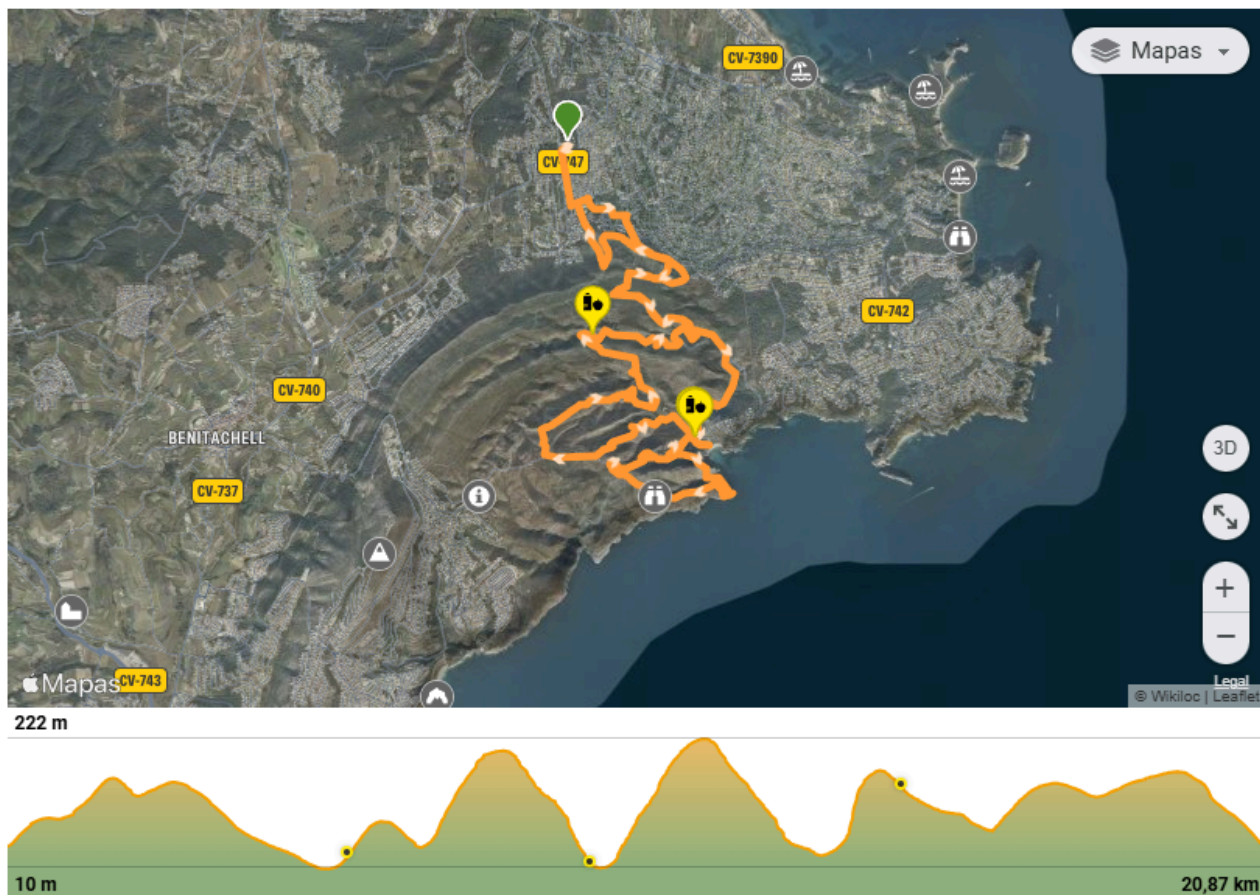 CV-7390
Mapas
CV-747
CV-742
CV-740
BENITACHELL
CV-737
3D
+
−
CV-743
Mapas
Legal
© Wikiloc | Leaflet
222 m
10 m
20,87 km